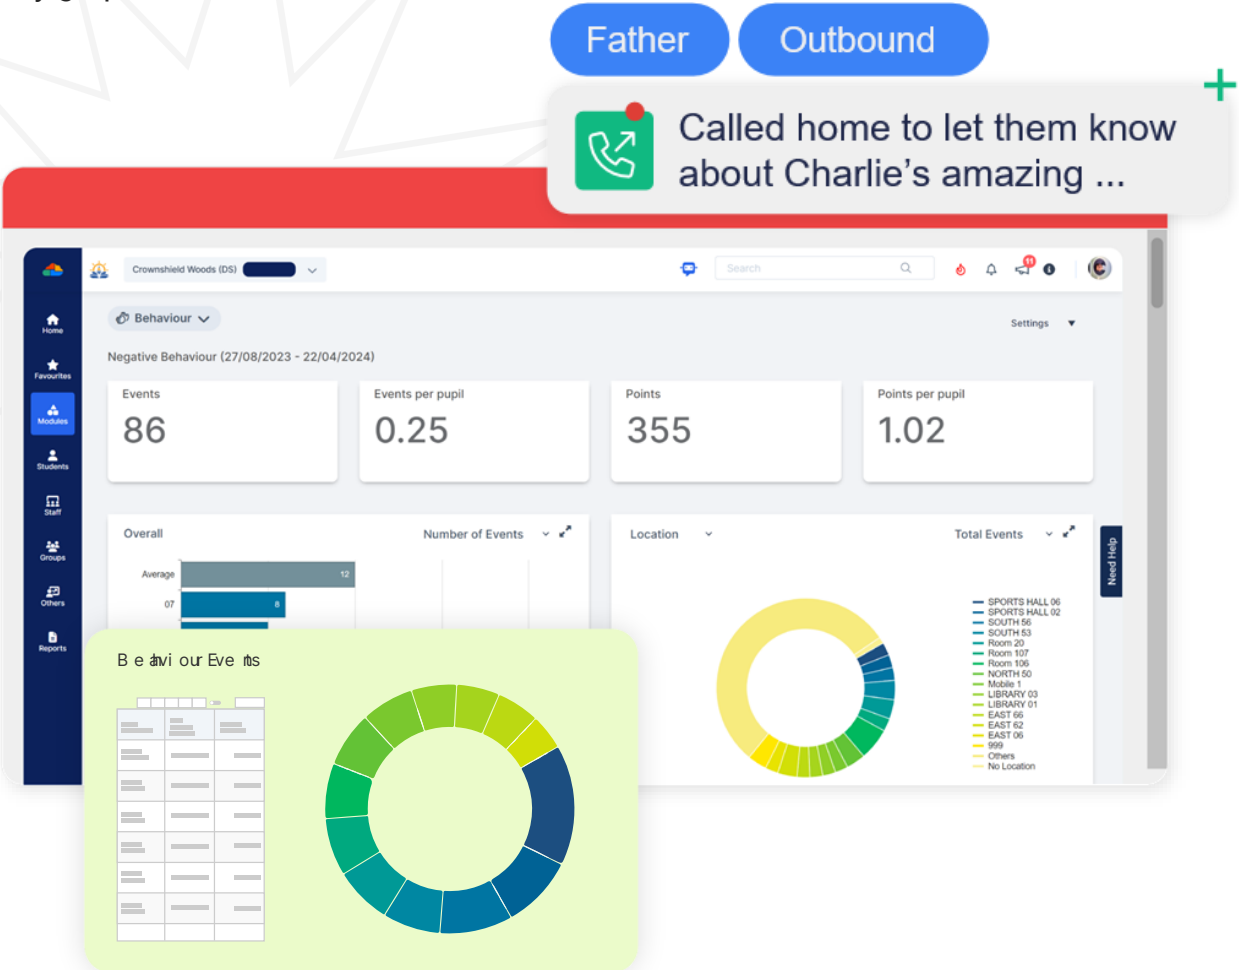 Father
Outbound
Called home to let them know
about Charlie's amazing ...
Crownshield Woods (DS)
Search
11
Home
Favourites
Modules
Students
Staff
Groups
Others
Reports
Behaviour
Settings
Negative Behaviour (27/08/2023 - 22/04/2024)
Events
86
Events per pupil
0.25
Points
355
Points per pupil
1.02
Overall
Number of Events
Average
12
07
8
Location
Total Events
SPORTS HALL 06
SPORTS HALL 02
SOUTH 56
SOUTH 53
Room 20
Room 107
Room 106
NORTH 50
Mobile 1
LIBRARY 03
LIBRARY 01
EAST 66
EAST 62
EAST 06
999
Others
No Location
Need Help
Behaviour Events